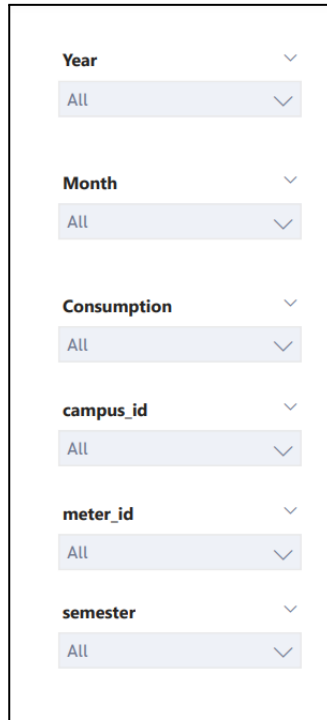 Year
All
Month
All
Consumption
All
campus_id
All
meter_id
All
semester
All